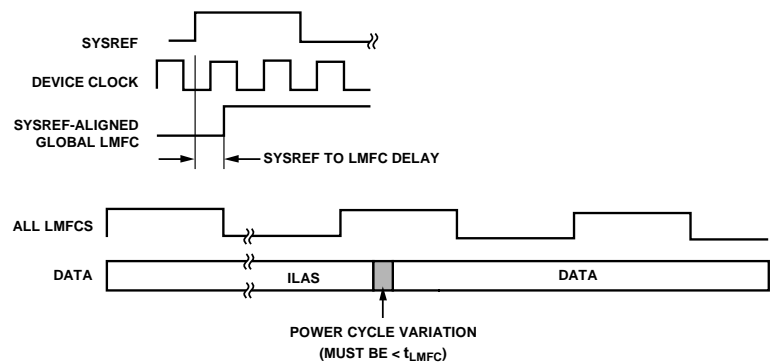 SYSREF
DEVICE CLOCK
SYSREF-ALIGNED
GLOBAL LMFC
SYSREF TO LMFC DELAY
ALL LMFCS
DATA
ILAS
DATA
POWER CYCLE VARIATION
(MUST BE < tLMFC)